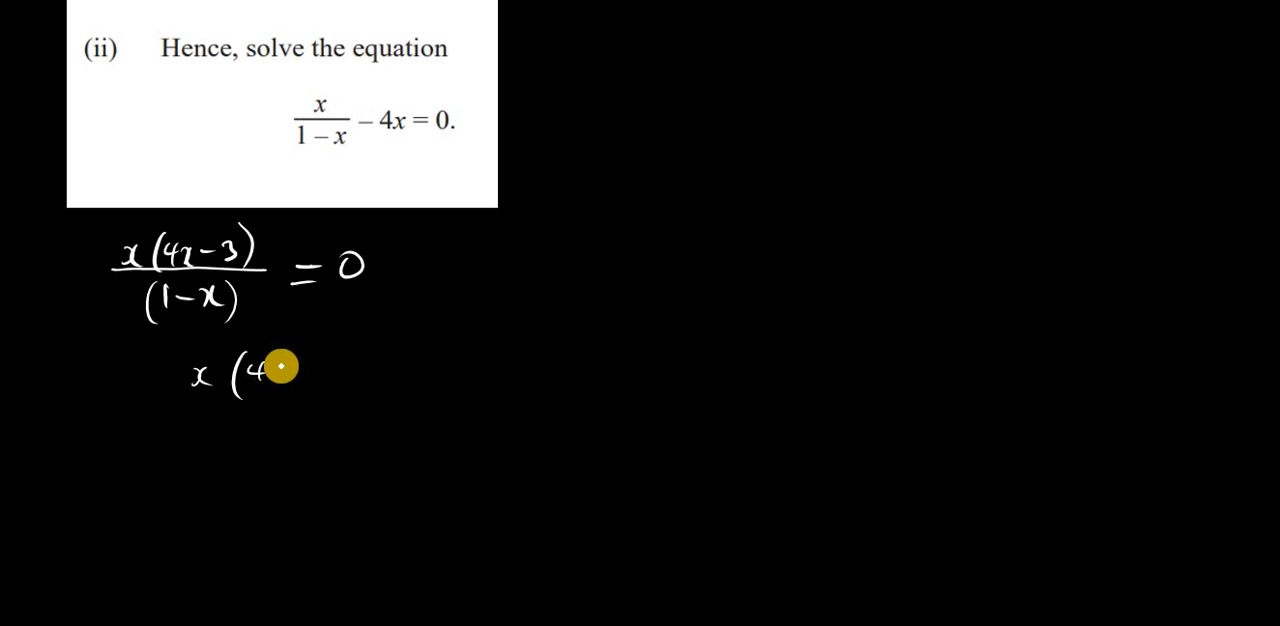 (ii) Hence, solve the equation
x/(1 – x) – 4x = 0.
x(4x-3)/(1-x) = 0
x (4